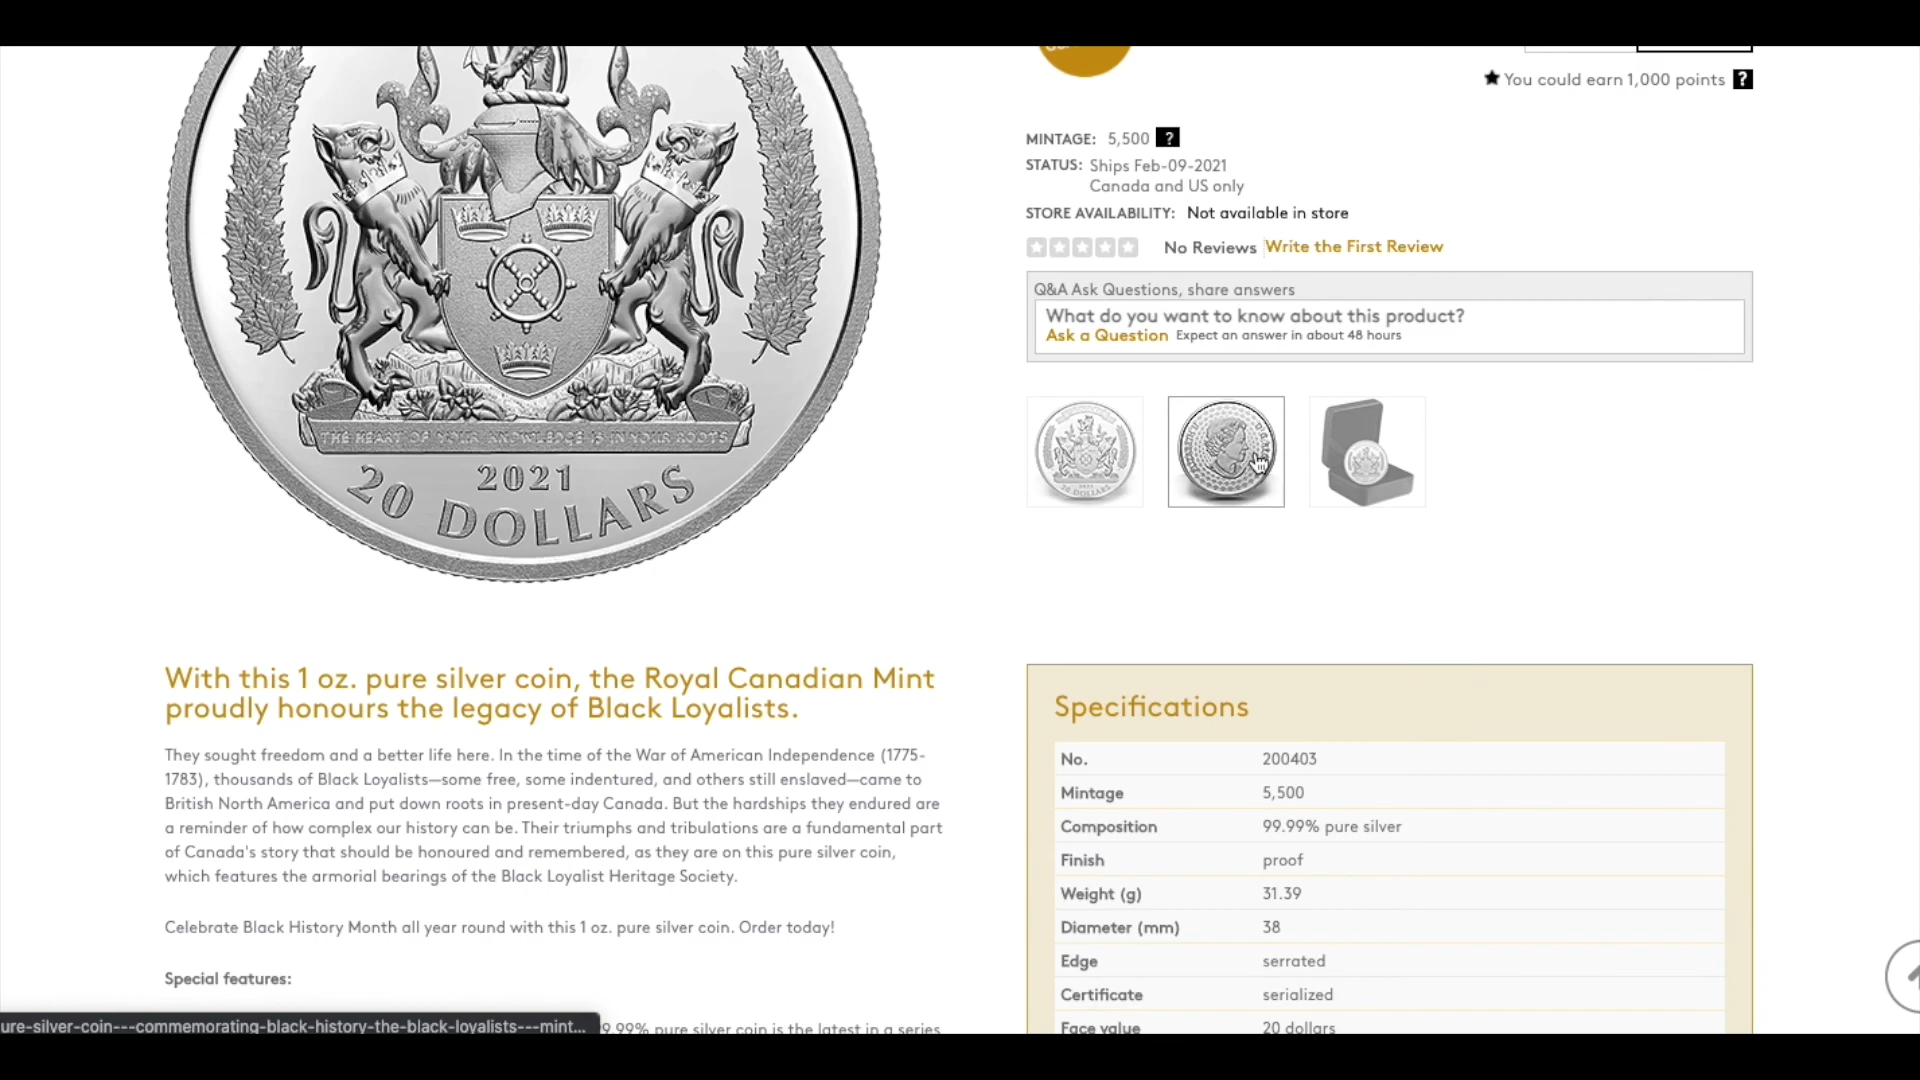 You could earn 1,000 points ?
MINTAGE: 5,500 ?
STATUS: Ships Feb-09-2021
Canada and US only
STORE AVAILABILITY: Not available in store
No Reviews Write the First Review
Q&A Ask Questions, share answers
What do you want to know about this product?
Ask a Question Expect an answer in about 48 hours
THE HEART OF YOUR KNOWLEDGE IS IN YOUR ROOTS
2021
20 DOLLARS
With this 1 oz. pure silver coin, the Royal Canadian Mint
proudly honours the legacy of Black Loyalists.
They sought freedom and a better life here. In the time of the War of American Independence (1775-
1783), thousands of Black Loyalists—some free, some indentured, and others still enslaved—came to
British North America and put down roots in present-day Canada. But the hardships they endured are
a reminder of how complex our history can be. Their triumphs and tribulations are a fundamental part
of Canada's story that should be honoured and remembered, as they are on this pure silver coin,
which features the armorial bearings of the Black Loyalist Heritage Society.
Celebrate Black History Month all year round with this 1 oz. pure silver coin. Order today!
Special features:
9.99% pure silver coin is the latest in a series
ure-silver-coin---commemorating-black-history-the-black-loyalists---mint...
Specifications
No. 200403
Mintage 5,500
Composition 99.99% pure silver
Finish proof
Weight (g) 31.39
Diameter (mm) 38
Edge serrated
Certificate serialized
Face value 20 dollars